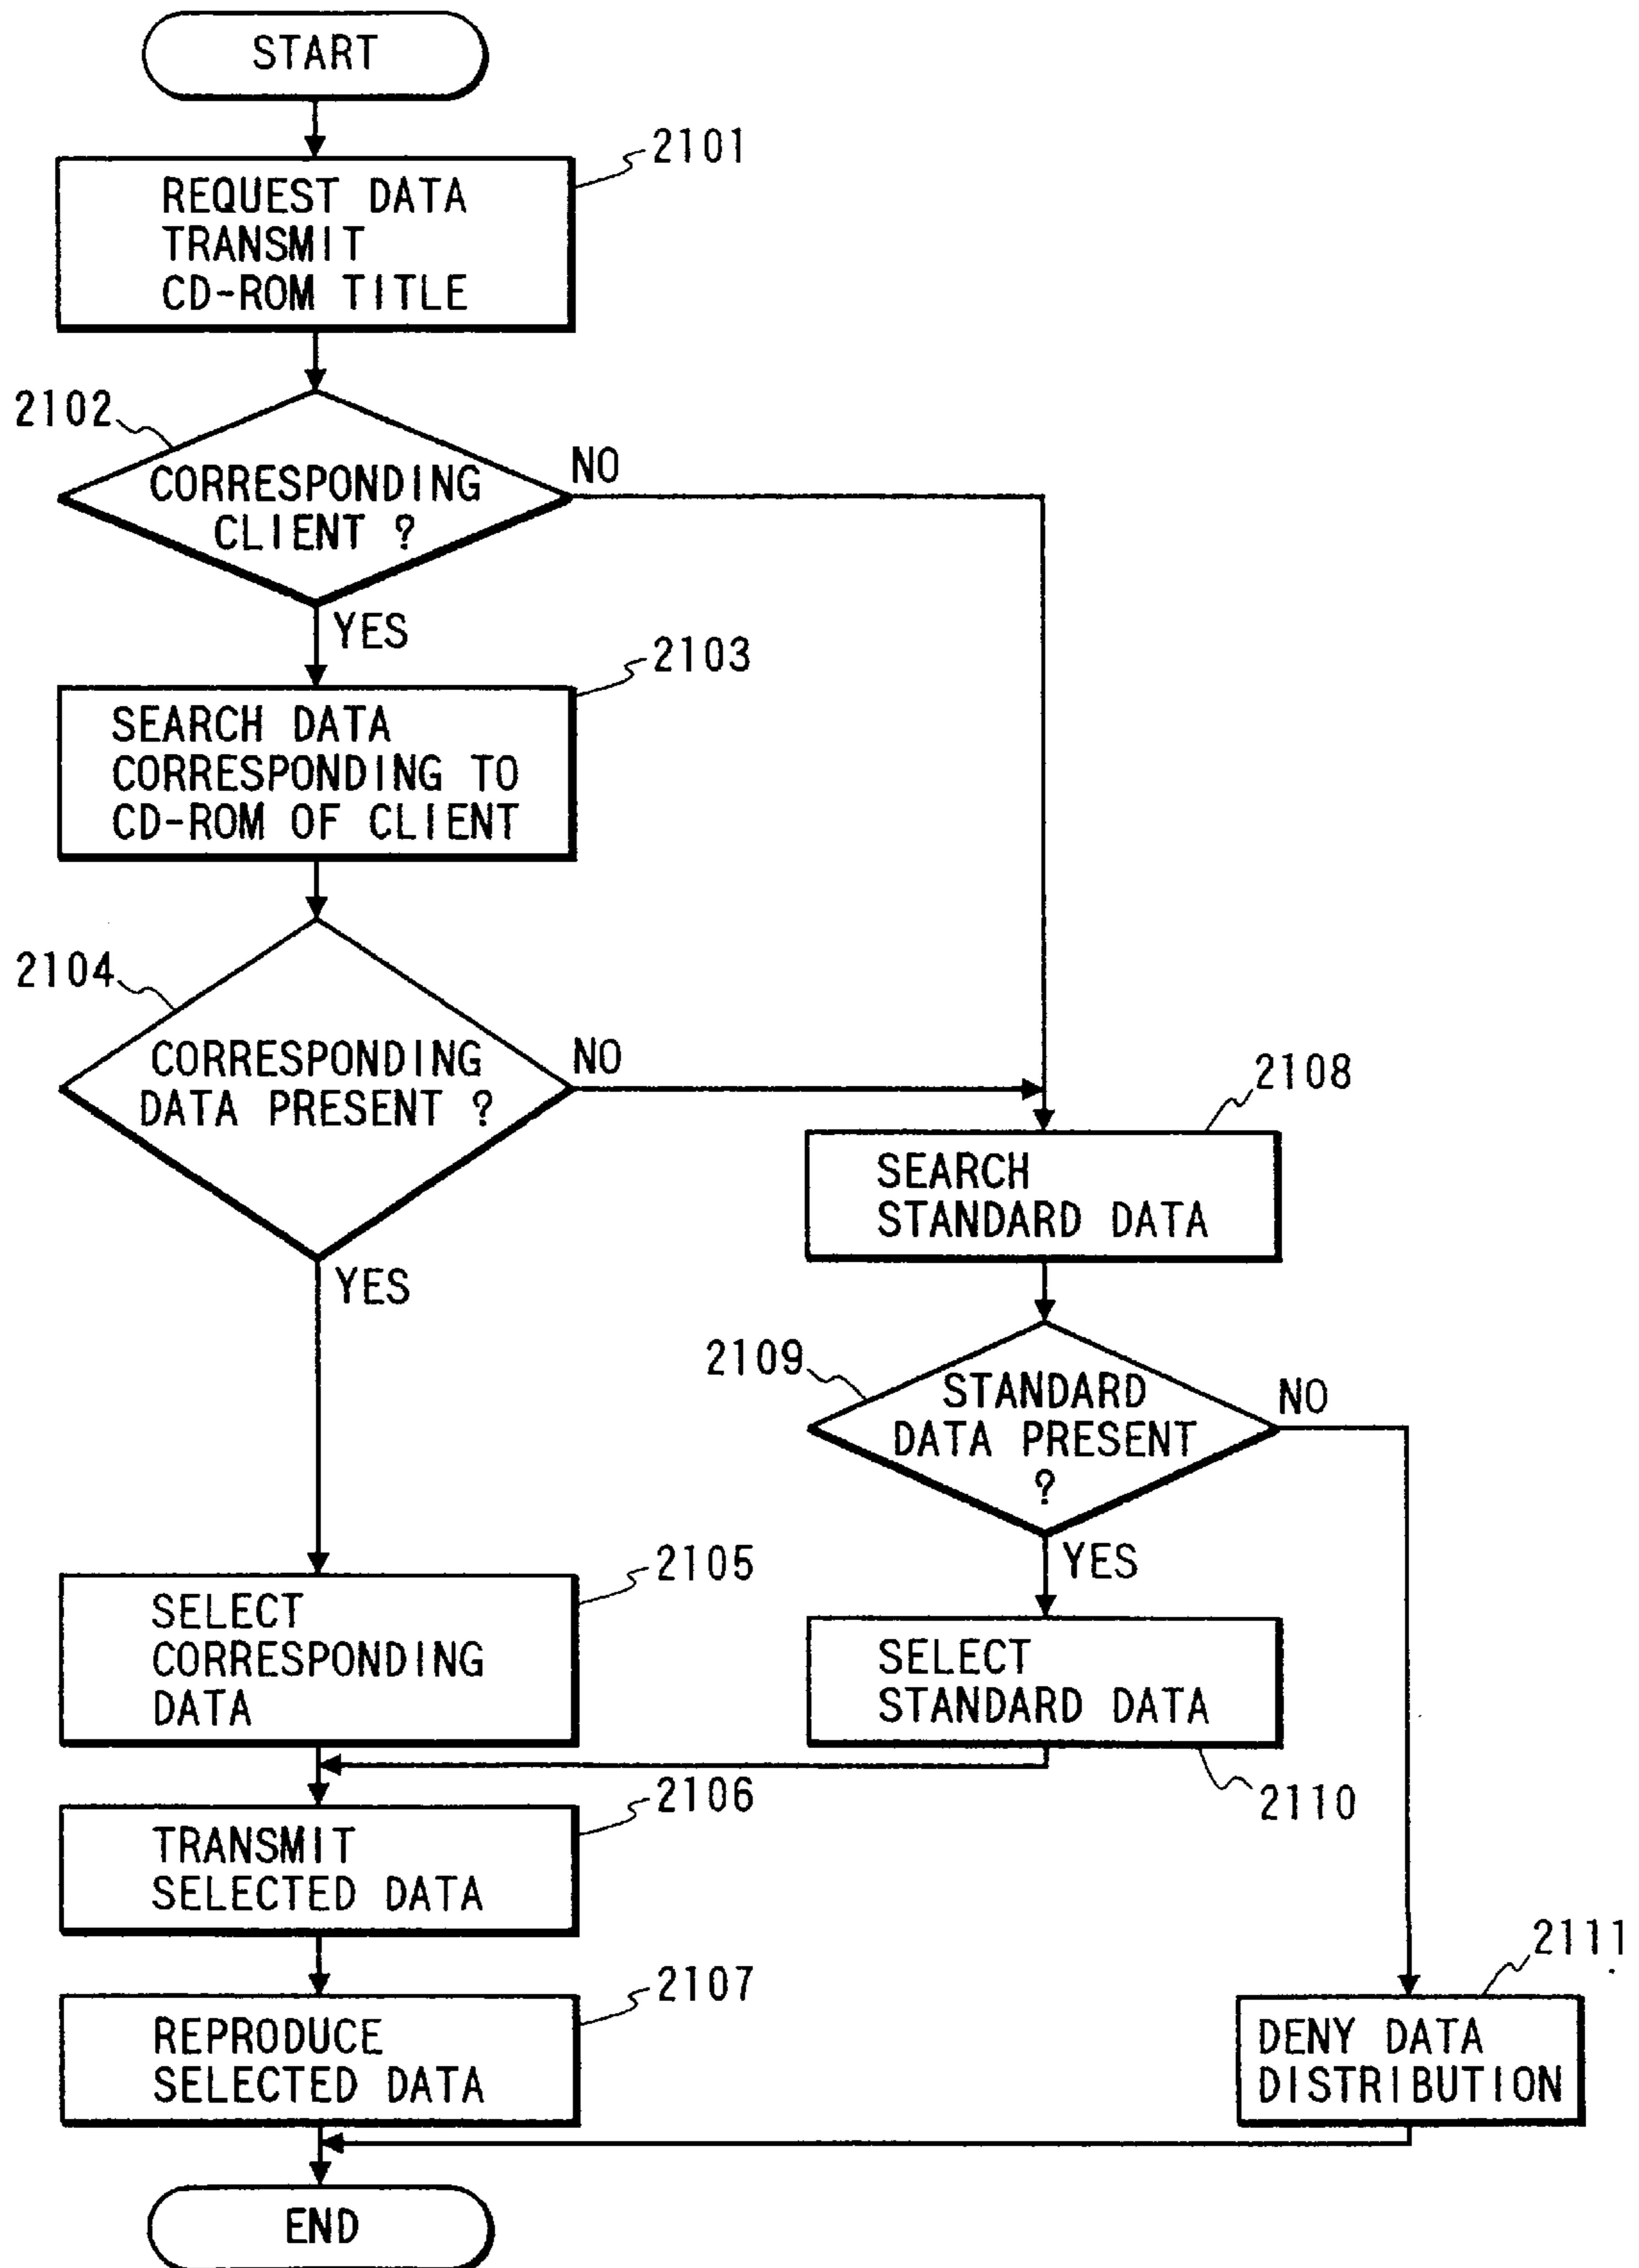 START
2101
REQUEST DATA
TRANSMIT
CD-ROM TITLE
2102
CORRESPONDING
CLIENT ?
NO
YES
2103
SEARCH DATA
CORRESPONDING TO
CD-ROM OF CLIENT
2104
CORRESPONDING
DATA PRESENT ?
NO
YES
2108
SEARCH
STANDARD DATA
2109
STANDARD
DATA PRESENT
?
NO
YES
2105
SELECT
CORRESPONDING
DATA
SELECT
STANDARD DATA
2110
2106
TRANSMIT
SELECTED DATA
2107
REPRODUCE
SELECTED DATA
2111
DENY DATA
DISTRIBUTION
END